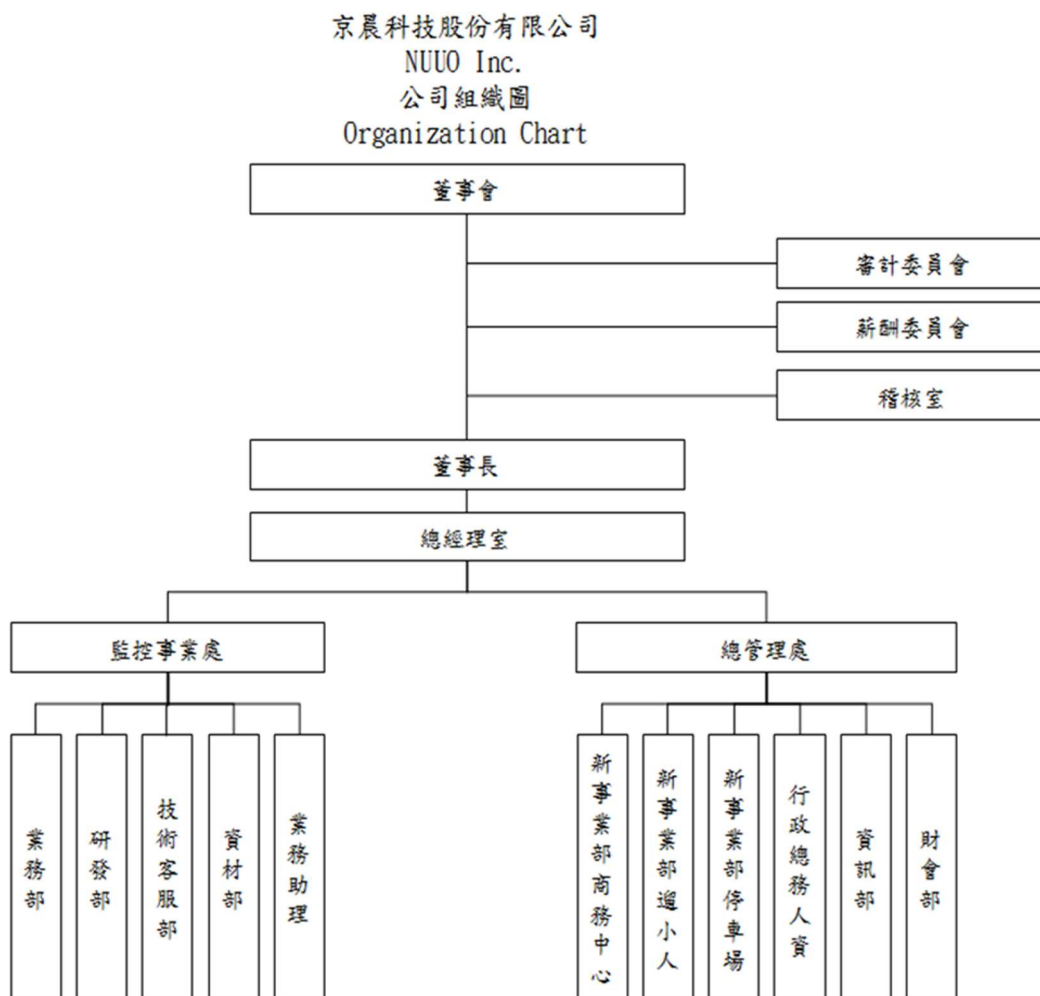 京晨科技股份有限公司
NUUO Inc.
公司組織圖
Organization Chart
董事會
審計委員會
薪酬委員會
稽核室
董事長
總經理室
監控事業處
總管理處
業務部
研發部
技術客服部
資材部
業務助理
新事業部商務中心
新事業部遛小人
新事業部停車場
行政總務人資
資訊部
財會部